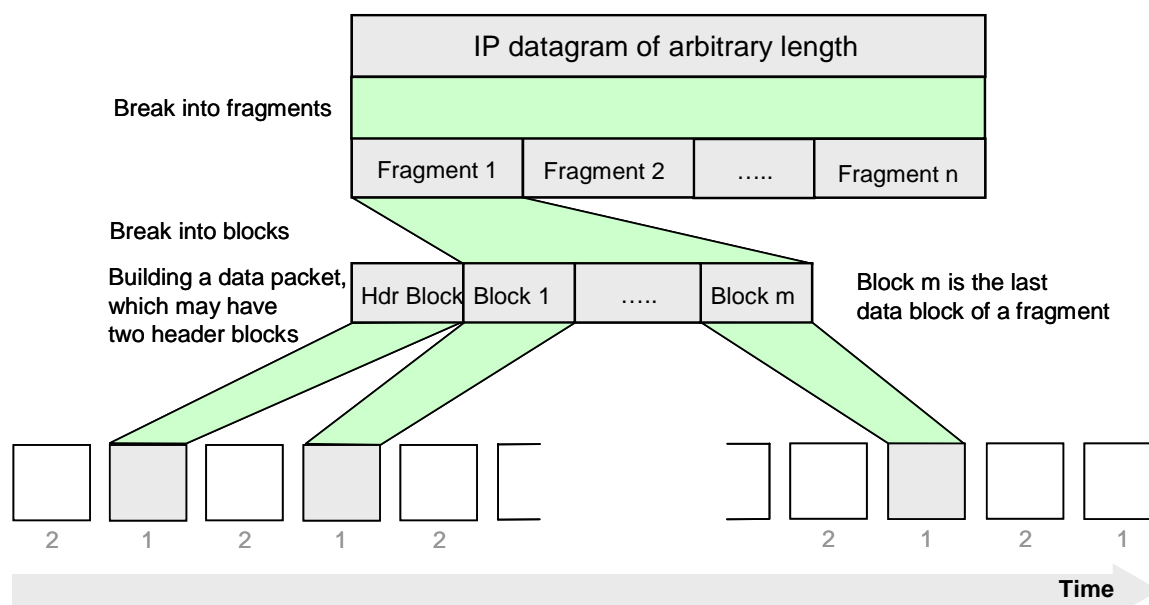 IP datagram of arbitrary length
Break into fragments
Fragment 1 Fragment 2 ..... Fragment n
Break into blocks
Building a data packet,
which may have
two header blocks
Hdr Block Block 1 ..... Block m
Block m is the last
data block of a fragment
2 1 2 1 2 2 1 2 1
Time